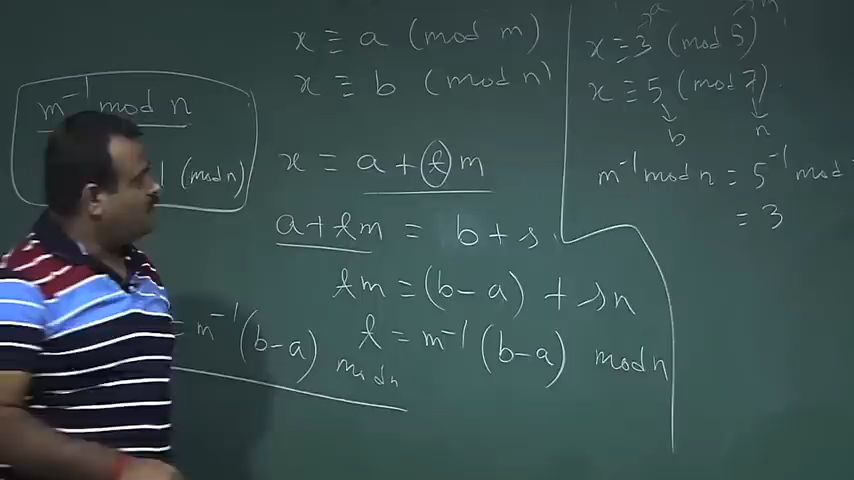 m⁻¹ mod n
1 (mod n)
x ≡ a (mod m)
x ≡ b (mod n)
x = a + ℓm
a + ℓm = b + s
ℓm = (b-a) + sn
ℓ = m⁻¹ (b-a) mod n
= m⁻¹ (b-a)
mod n
a m
x ≡ 3 (mod 5)
x ≡ 5 (mod 7)
b n
m⁻¹ mod n = 5⁻¹ mod
= 3